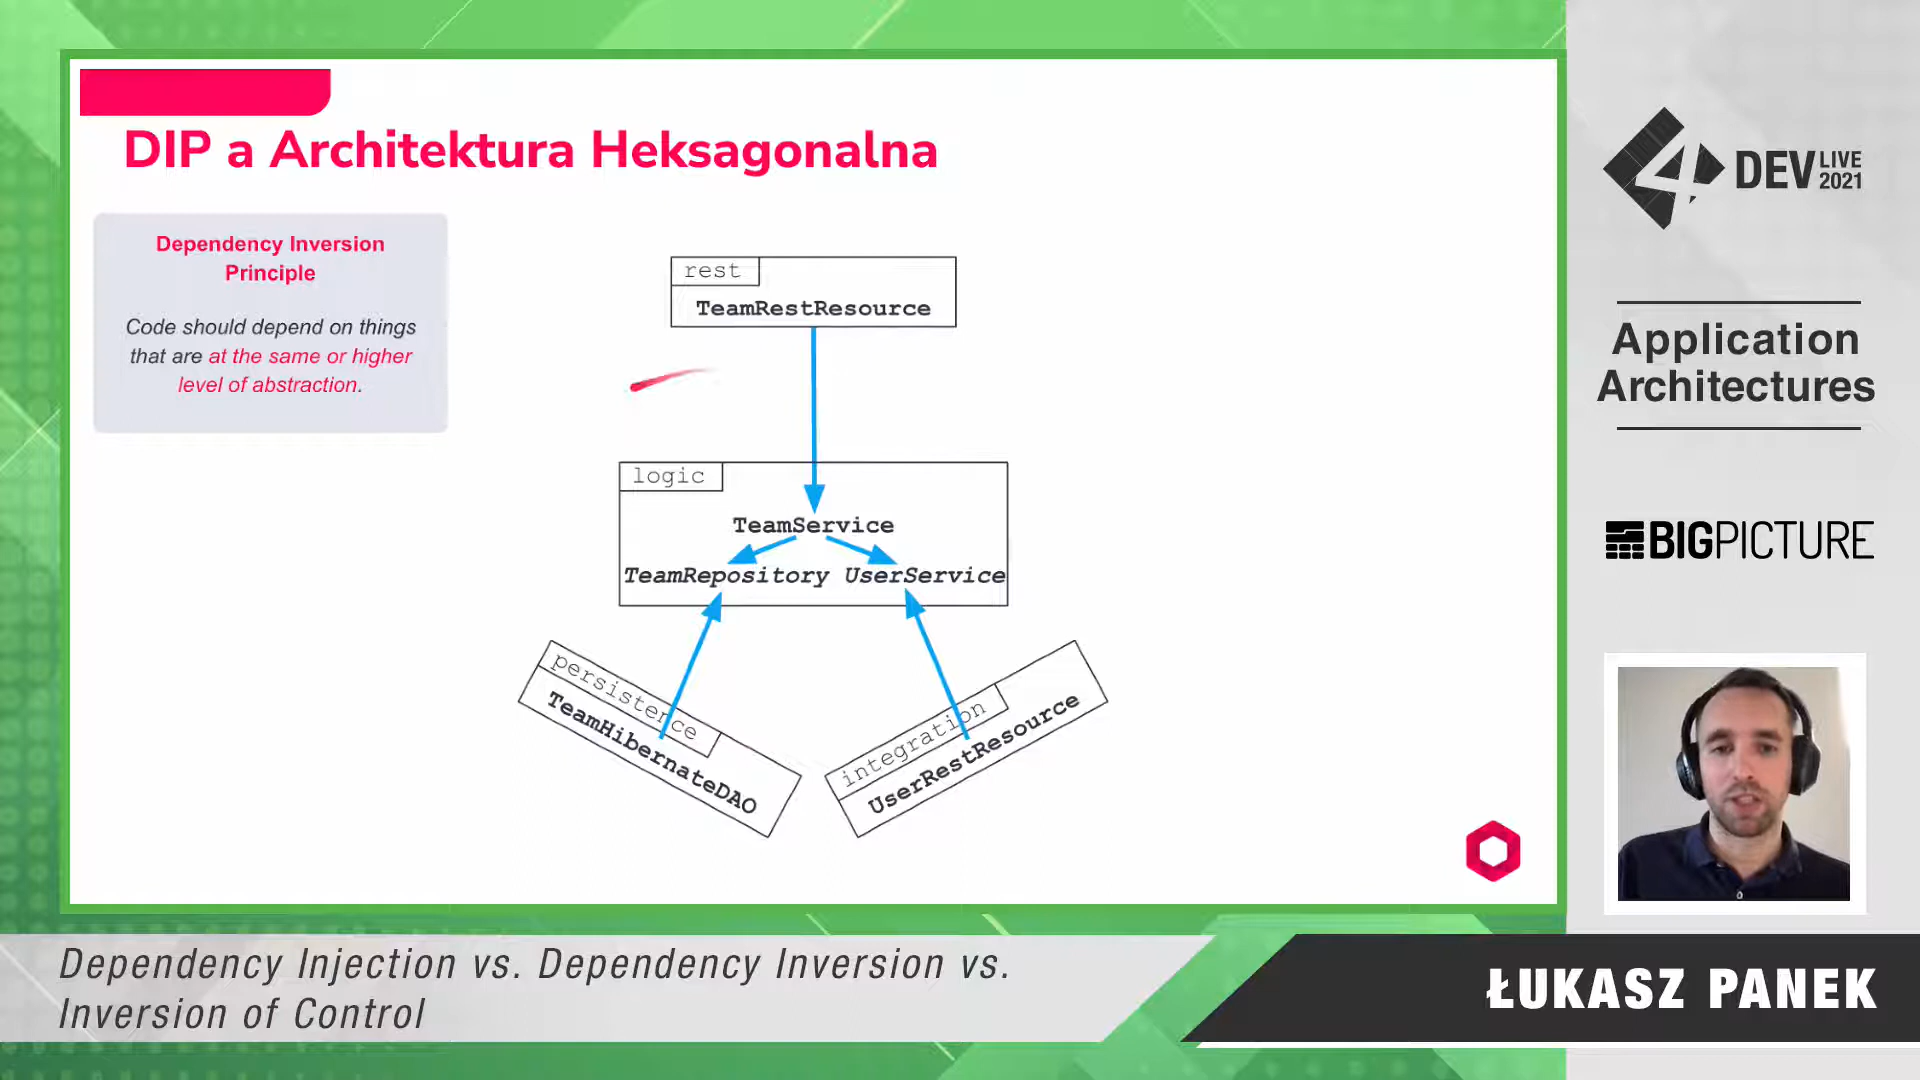 DIP a Architektura Heksagonalna
Dependency Inversion
Principle
Code should depend on things
that are at the same or higher
level of abstraction.
rest
TeamRestResource
logic
TeamService
TeamRepository UserService
persistence
TeamHibernateDAO
integration
UserRestResource
4 DEV LIVE
2021
Application
Architectures
BIGPICTURE
Dependency Injection vs. Dependency Inversion vs.
Inversion of Control
ŁUKASZ PANEK